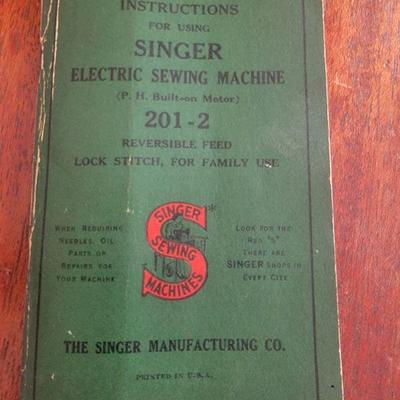 INSTRUCTIONS
FOR USING
SINGER
ELECTRIC SEWING MACHINE
(P. H. Built-on Motor)
201-2
REVERSIBLE FEED
LOCK STITCH, FOR FAMILY USE
WHEN REQUIRING
NEEDLES, OIL
PARTS OR
REPAIRS FOR
YOUR MACHINE
SINGER
SEWING
MACHINES
LOOK FOR THE
RED "S"
THERE ARE
SINGER SHOPS IN
EVERY CITY
THE SINGER MANUFACTURING CO.
PRINTED IN U.S.A.